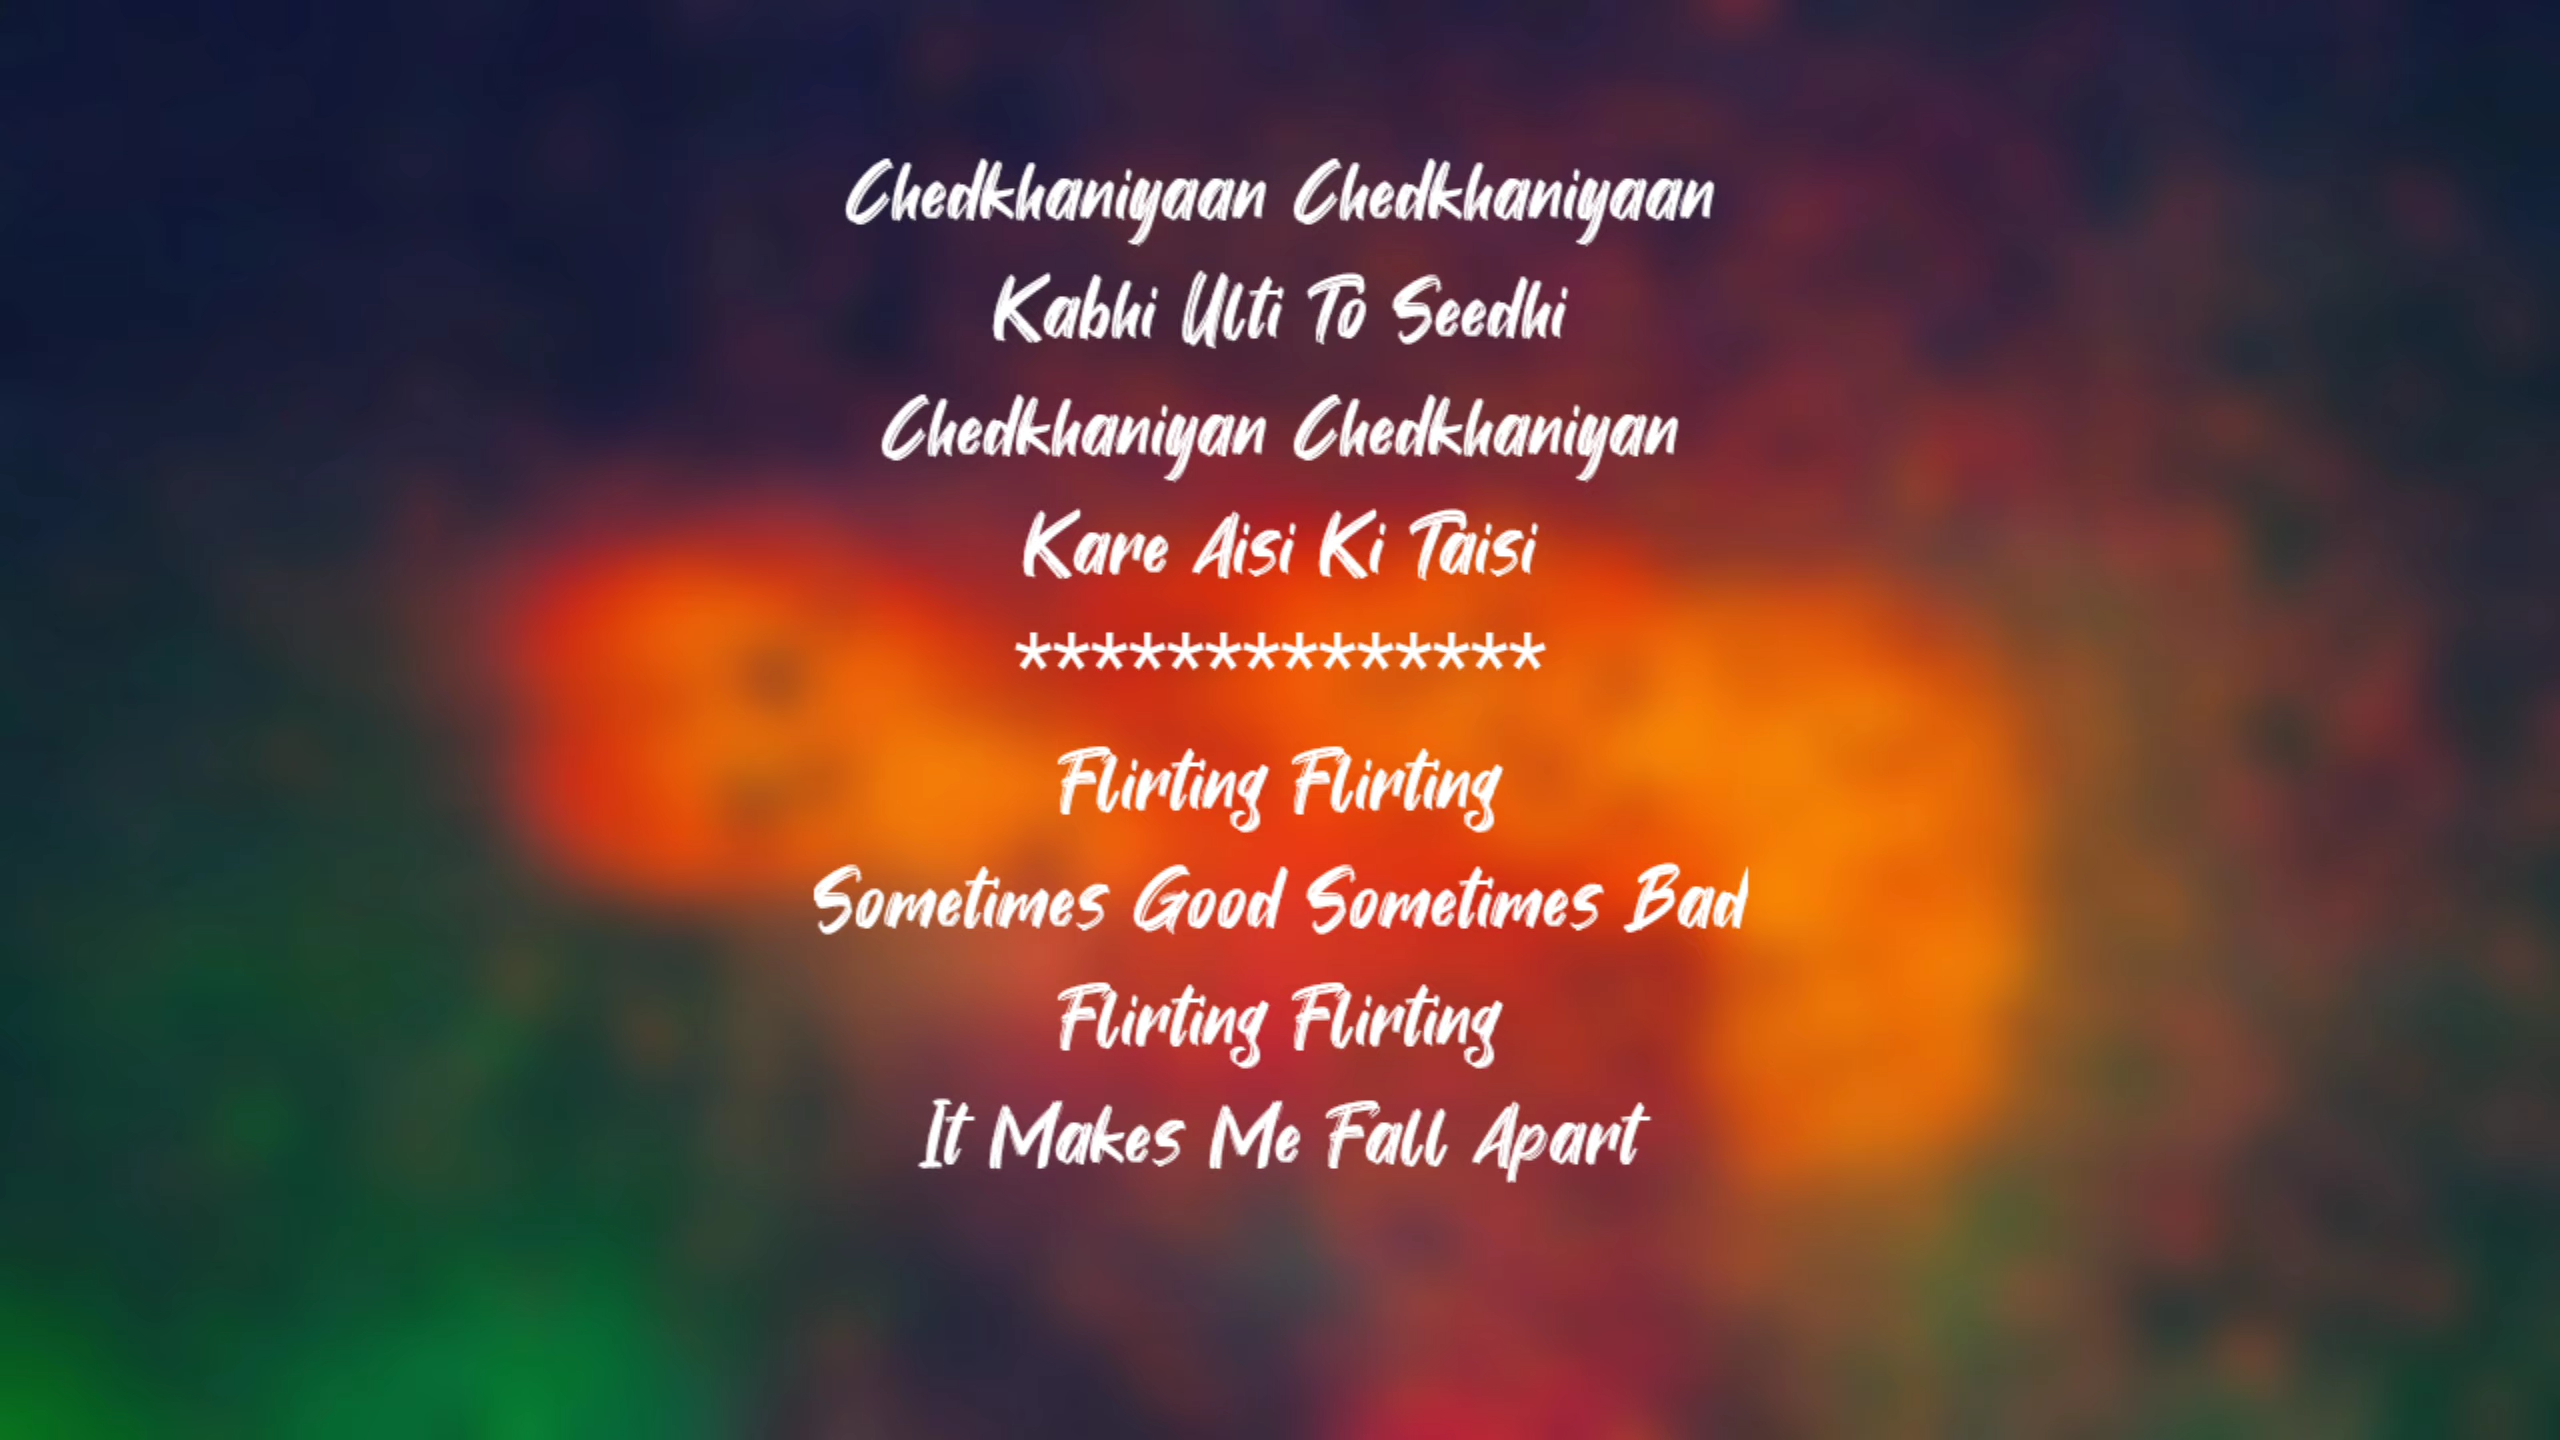 Chedkhaniyaan Chedkhaniyaan
Kabhi Ulti To Seedhi
Chedkhaniyan Chedkhaniyan
Kare Aisi Ki Taisi
**************
Flirting Flirting
Sometimes Good Sometimes Bad
Flirting Flirting
It Makes Me Fall Apart